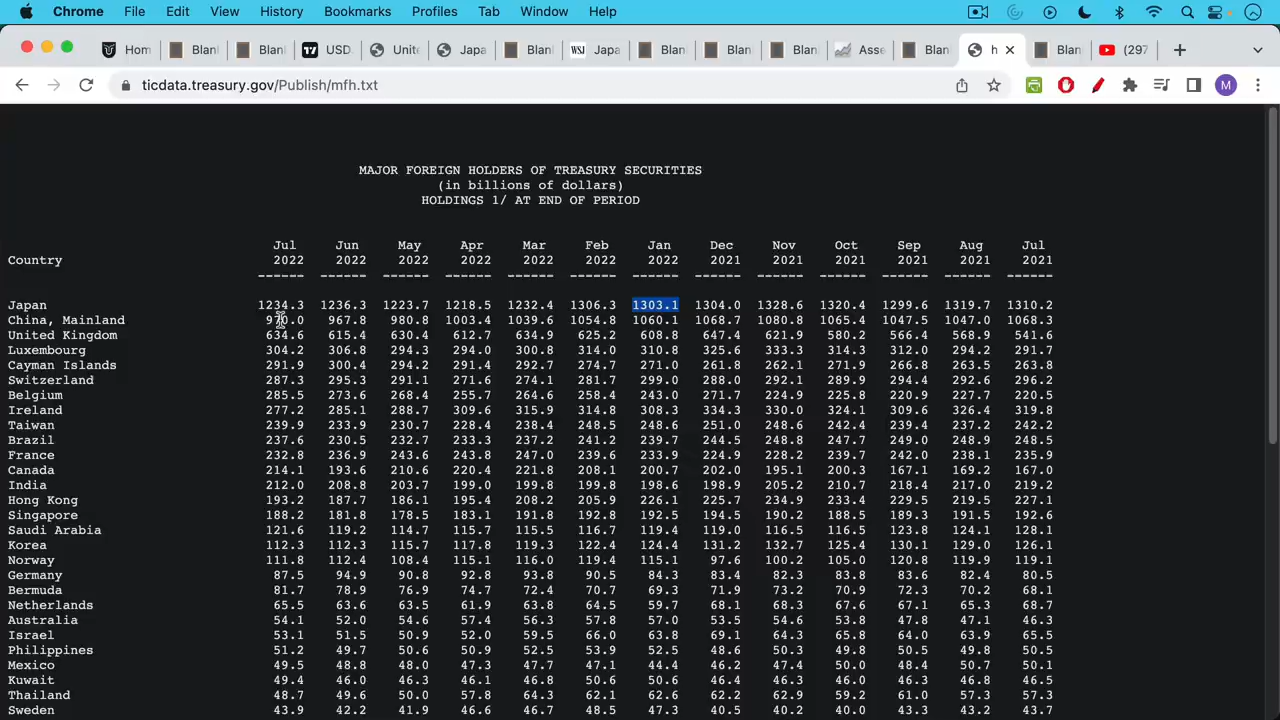 Chrome File Edit View History Bookmarks Profiles Tab Window Help
Hom Blanl Blanl USD. Unite Japa Blanl WSJ Japa Blanl Blan Blan: Asse Blanl h Blanl (297
ticdata.treasury.gov/Publish/mfh.txt M
MAJOR FOREIGN HOLDERS OF TREASURY SECURITIES
(in billions of dollars)
HOLDINGS 1/ AT END OF PERIOD
Jul Jun May Apr Mar Feb Jan Dec Nov Oct Sep Aug Jul
Country 2022 2022 2022 2022 2022 2022 2022 2021 2021 2021 2021 2021 2021
------ ------ ------ ------ ------ ------ ------ ------ ------ ------ ------ ------ ------
Japan 1234.3 1236.3 1223.7 1218.5 1232.4 1306.3 1303.1 1304.0 1328.6 1320.4 1299.6 1319.7 1310.2
China, Mainland 970.0 967.8 980.8 1003.4 1039.6 1054.8 1060.1 1068.7 1080.8 1065.4 1047.5 1047.0 1068.3
United Kingdom 634.6 615.4 630.4 612.7 634.9 625.2 608.8 647.4 621.6 580.2 566.4 568.9 541.6
Luxembourg 304.2 306.8 294.3 294.0 300.8 314.0 310.8 325.6 333.3 314.3 312.0 294.2 291.7
Cayman Islands 291.9 300.4 294.2 291.4 292.7 274.7 271.0 261.8 262.1 271.9 266.8 263.5 263.8
Switzerland 287.3 295.3 291.1 271.6 274.1 281.7 299.0 288.0 292.1 289.9 294.4 292.6 296.2
Belgium 285.5 273.6 268.4 255.7 264.6 258.4 243.0 271.7 224.9 225.8 220.9 227.7 220.5
Ireland 277.2 285.1 288.7 309.6 315.9 314.8 308.3 334.3 330.0 324.1 309.6 326.4 319.8
Taiwan 239.9 233.9 230.7 228.4 238.4 248.5 248.6 251.0 248.6 242.4 239.4 237.2 242.2
Brazil 237.6 230.5 232.7 233.3 237.2 241.2 239.7 244.5 248.8 247.7 249.0 248.9 248.5
France 232.8 236.9 243.6 243.8 247.0 239.6 233.9 224.9 228.2 239.7 242.0 238.1 235.9
Canada 214.1 193.6 210.6 220.4 221.8 208.1 200.7 202.0 195.1 200.3 167.1 169.2 167.0
India 212.0 208.8 203.7 199.0 199.8 199.8 198.6 198.9 205.2 210.7 218.4 217.0 219.2
Hong Kong 193.2 187.7 186.1 195.4 208.2 205.9 226.1 225.7 234.9 233.4 229.5 219.5 227.1
Singapore 188.2 181.8 178.5 183.1 191.8 192.8 192.5 194.5 190.2 188.5 189.3 191.5 192.6
Saudi Arabia 121.6 119.2 114.7 115.7 115.5 116.7 119.4 119.0 116.5 116.5 123.8 124.1 128.1
Korea 112.3 112.3 115.7 117.8 119.3 122.4 124.4 131.2 132.7 125.4 130.1 129.0 126.1
Norway 111.8 112.4 108.4 115.1 116.0 119.4 115.1 97.6 100.2 105.0 120.8 119.9 119.1
Germany 87.5 94.9 90.8 92.8 93.8 90.5 84.3 83.4 82.3 83.8 83.6 82.4 80.5
Bermuda 81.7 78.9 76.9 74.7 72.4 70.7 69.3 71.9 73.2 70.9 72.3 70.2 68.1
Netherlands 65.5 63.6 63.5 61.9 63.8 64.5 59.7 68.1 68.3 67.6 67.1 65.3 68.7
Australia 54.1 52.0 54.6 57.4 56.3 57.8 57.0 53.5 54.6 53.8 47.8 47.1 46.3
Israel 53.1 51.5 50.9 52.0 59.5 66.0 63.8 69.1 64.3 65.8 64.0 63.9 65.5
Philippines 51.2 49.7 50.6 50.9 52.5 53.9 52.5 48.6 50.3 49.8 50.5 49.8 50.5
Mexico 49.5 48.8 48.0 47.3 47.7 47.1 44.4 46.2 47.4 50.0 48.4 50.7 50.1
Kuwait 49.4 46.0 46.3 46.1 46.8 50.6 50.6 46.4 46.3 46.0 46.3 46.8 46.5
Thailand 48.7 49.6 50.0 57.8 64.3 62.1 62.6 62.2 62.9 59.2 61.0 57.3 57.3
Sweden 43.9 42.2 41.9 46.6 46.7 48.5 47.3 40.5 40.2 40.0 43.3 43.2 43.7